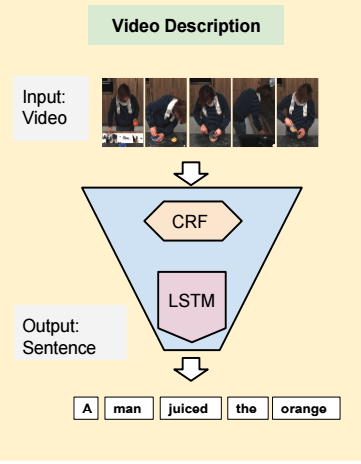 Video Description
Input:
Video
CRF
LSTM
Output:
Sentence
A man juiced the orange